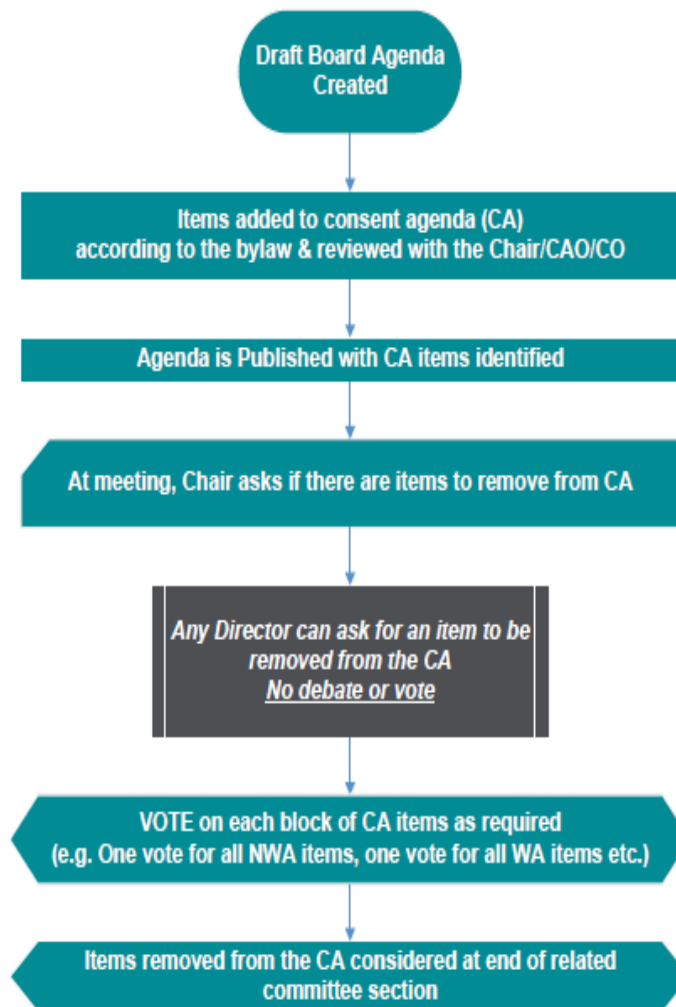 Draft Board Agenda
Created
Items added to consent agenda (CA)
according to the bylaw & reviewed with the Chair/CAO/CO
Agenda is Published with CA items identified
At meeting, Chair asks if there are items to remove from CA
Any Director can ask for an item to be
removed from the CA
No debate or vote
VOTE on each block of CA items as required
(e.g. One vote for all NWA items, one vote for all WA items etc.)
Items removed from the CA considered at end of related
committee section